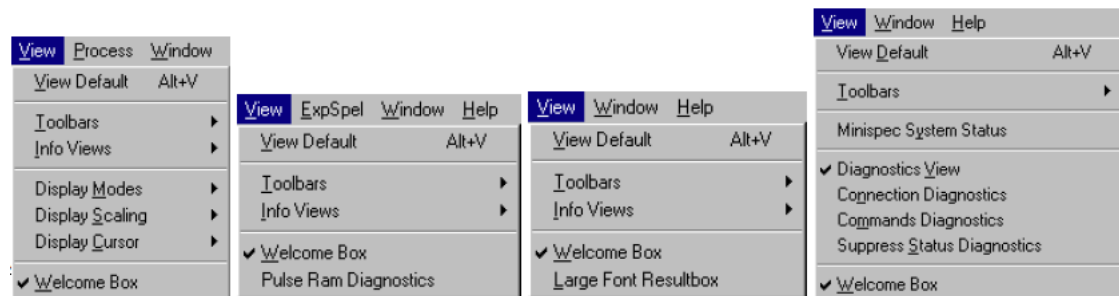 View Process Window
View Default Alt+V
Toolbars
Info Views
Display Modes
Display Scaling
Display Cursor
✓ Welcome Box
View ExpSpel Window Help
View Default Alt+V
Toolbars
Info Views
✓ Welcome Box
Pulse Ram Diagnostics
View Window Help
View Default Alt+V
Toolbars
Info Views
✓ Welcome Box
Large Font Resultbox
View Window Help
View Default Alt+V
Toolbars
Minispec System Status
✓ Diagnostics View
Connection Diagnostics
Commands Diagnostics
Suppress Status Diagnostics
✓ Welcome Box